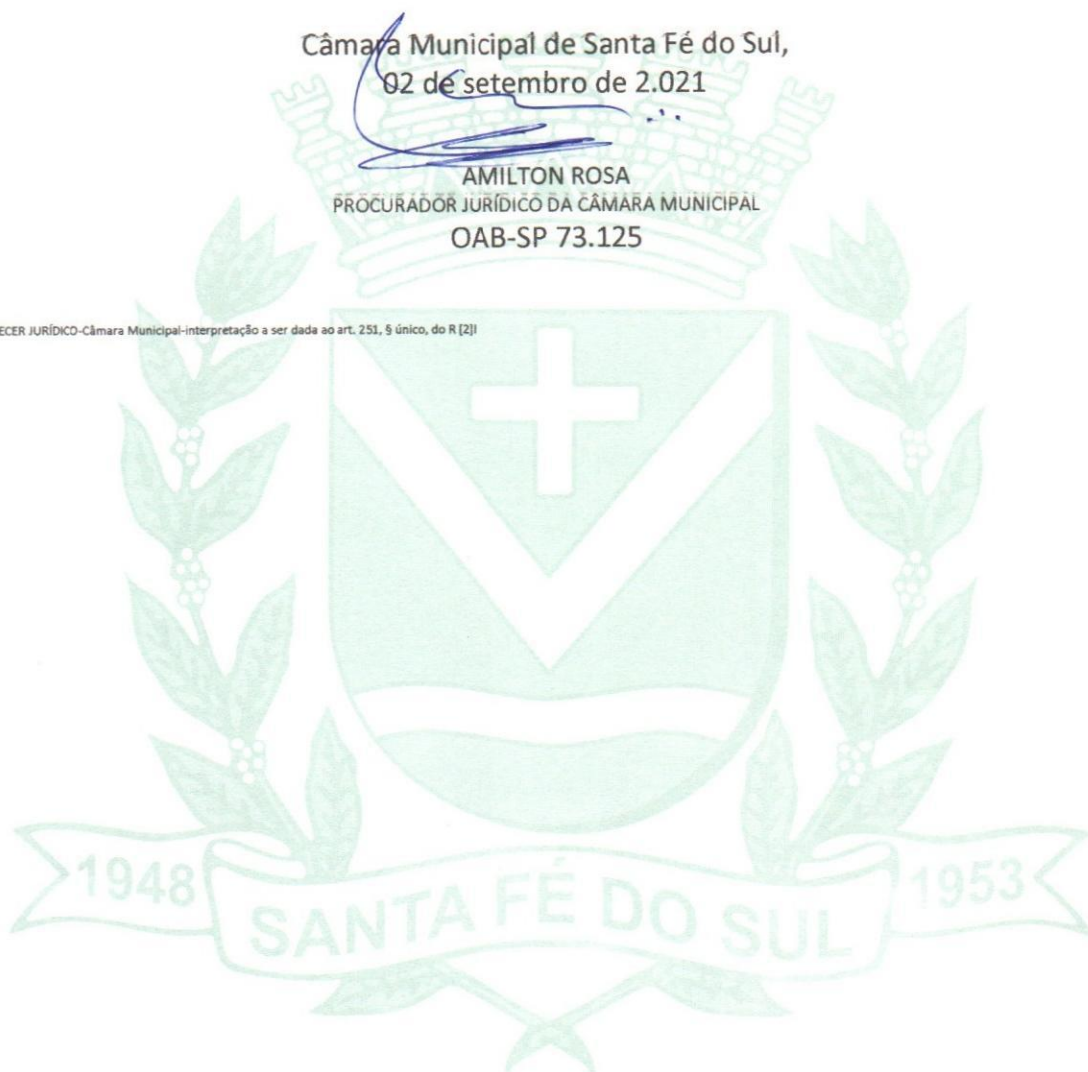 Câmara Municipal de Santa Fé do Sul,
02 de setembro de 2.021
AMILTON ROSA
PROCURADOR JURÍDICO DA CÂMARA MUNICIPAL
OAB-SP 73.125
ECER JURÍDICO-Câmara Municipal-interpretação a ser dada ao art. 251, § único, do R [2]I
1948
SANTA FÉ DO SUL
1953